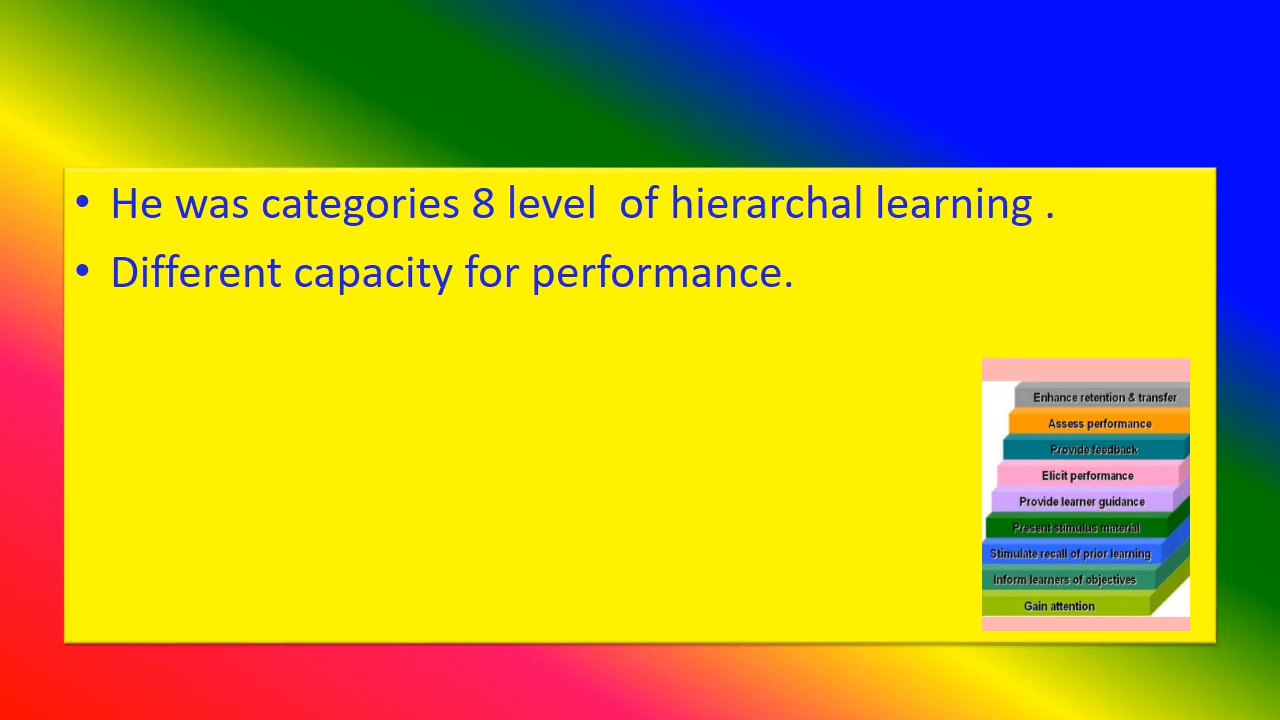 • He was categories 8 level  of hierarchal learning .
• Different capacity for performance.
Enhance retention & transfer
Assess performance
Provide feedback
Elicit performance
Provide learner guidance
Present stimulus material
Stimulate recall of prior learning
Inform learners of objectives
Gain attention